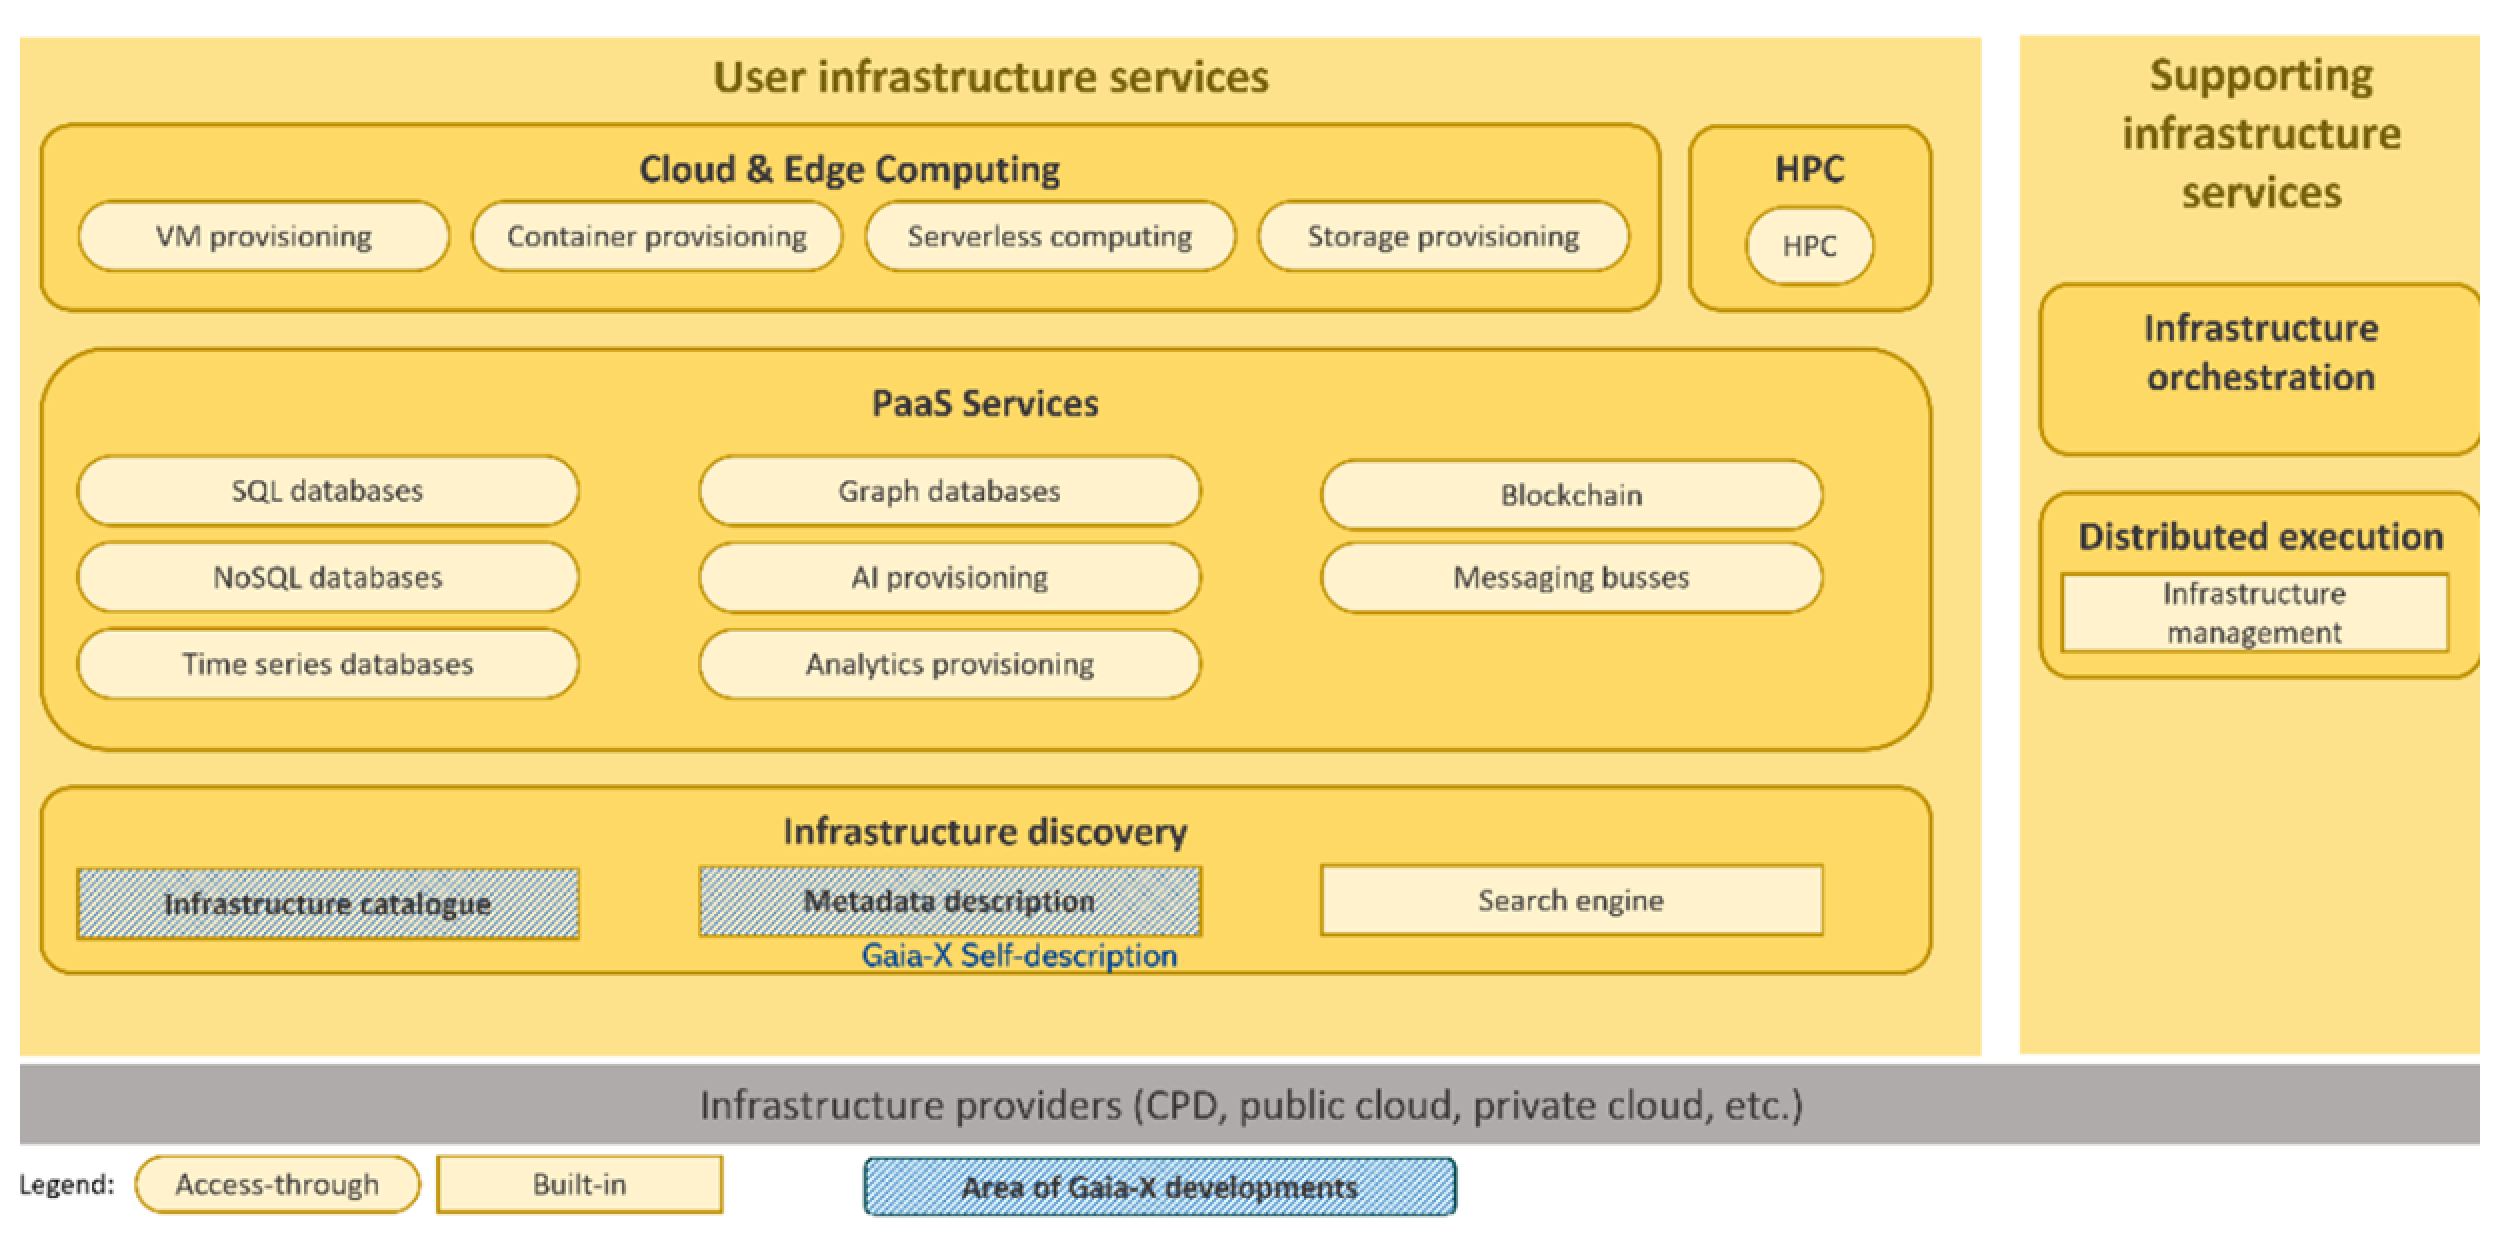 User infrastructure services
Cloud & Edge Computing
VM provisioning
Container provisioning
Serverless computing
Storage provisioning
HPC
HPC
PaaS Services
SQL databases
Graph databases
Blockchain
NoSQL databases
AI provisioning
Messaging busses
Time series databases
Analytics provisioning
Infrastructure discovery
Infrastructure catalogue
Metadada description
Search engine
Gaia-X Self-description
Supporting
infrastructure
services
Infrastructure
orchestration
Distributed execution
Infrastructure
management
Infrastructure providers (CPD, public cloud, private cloud, etc.)
Legend:
Access-through
Built-in
Area of Gaia-X developments